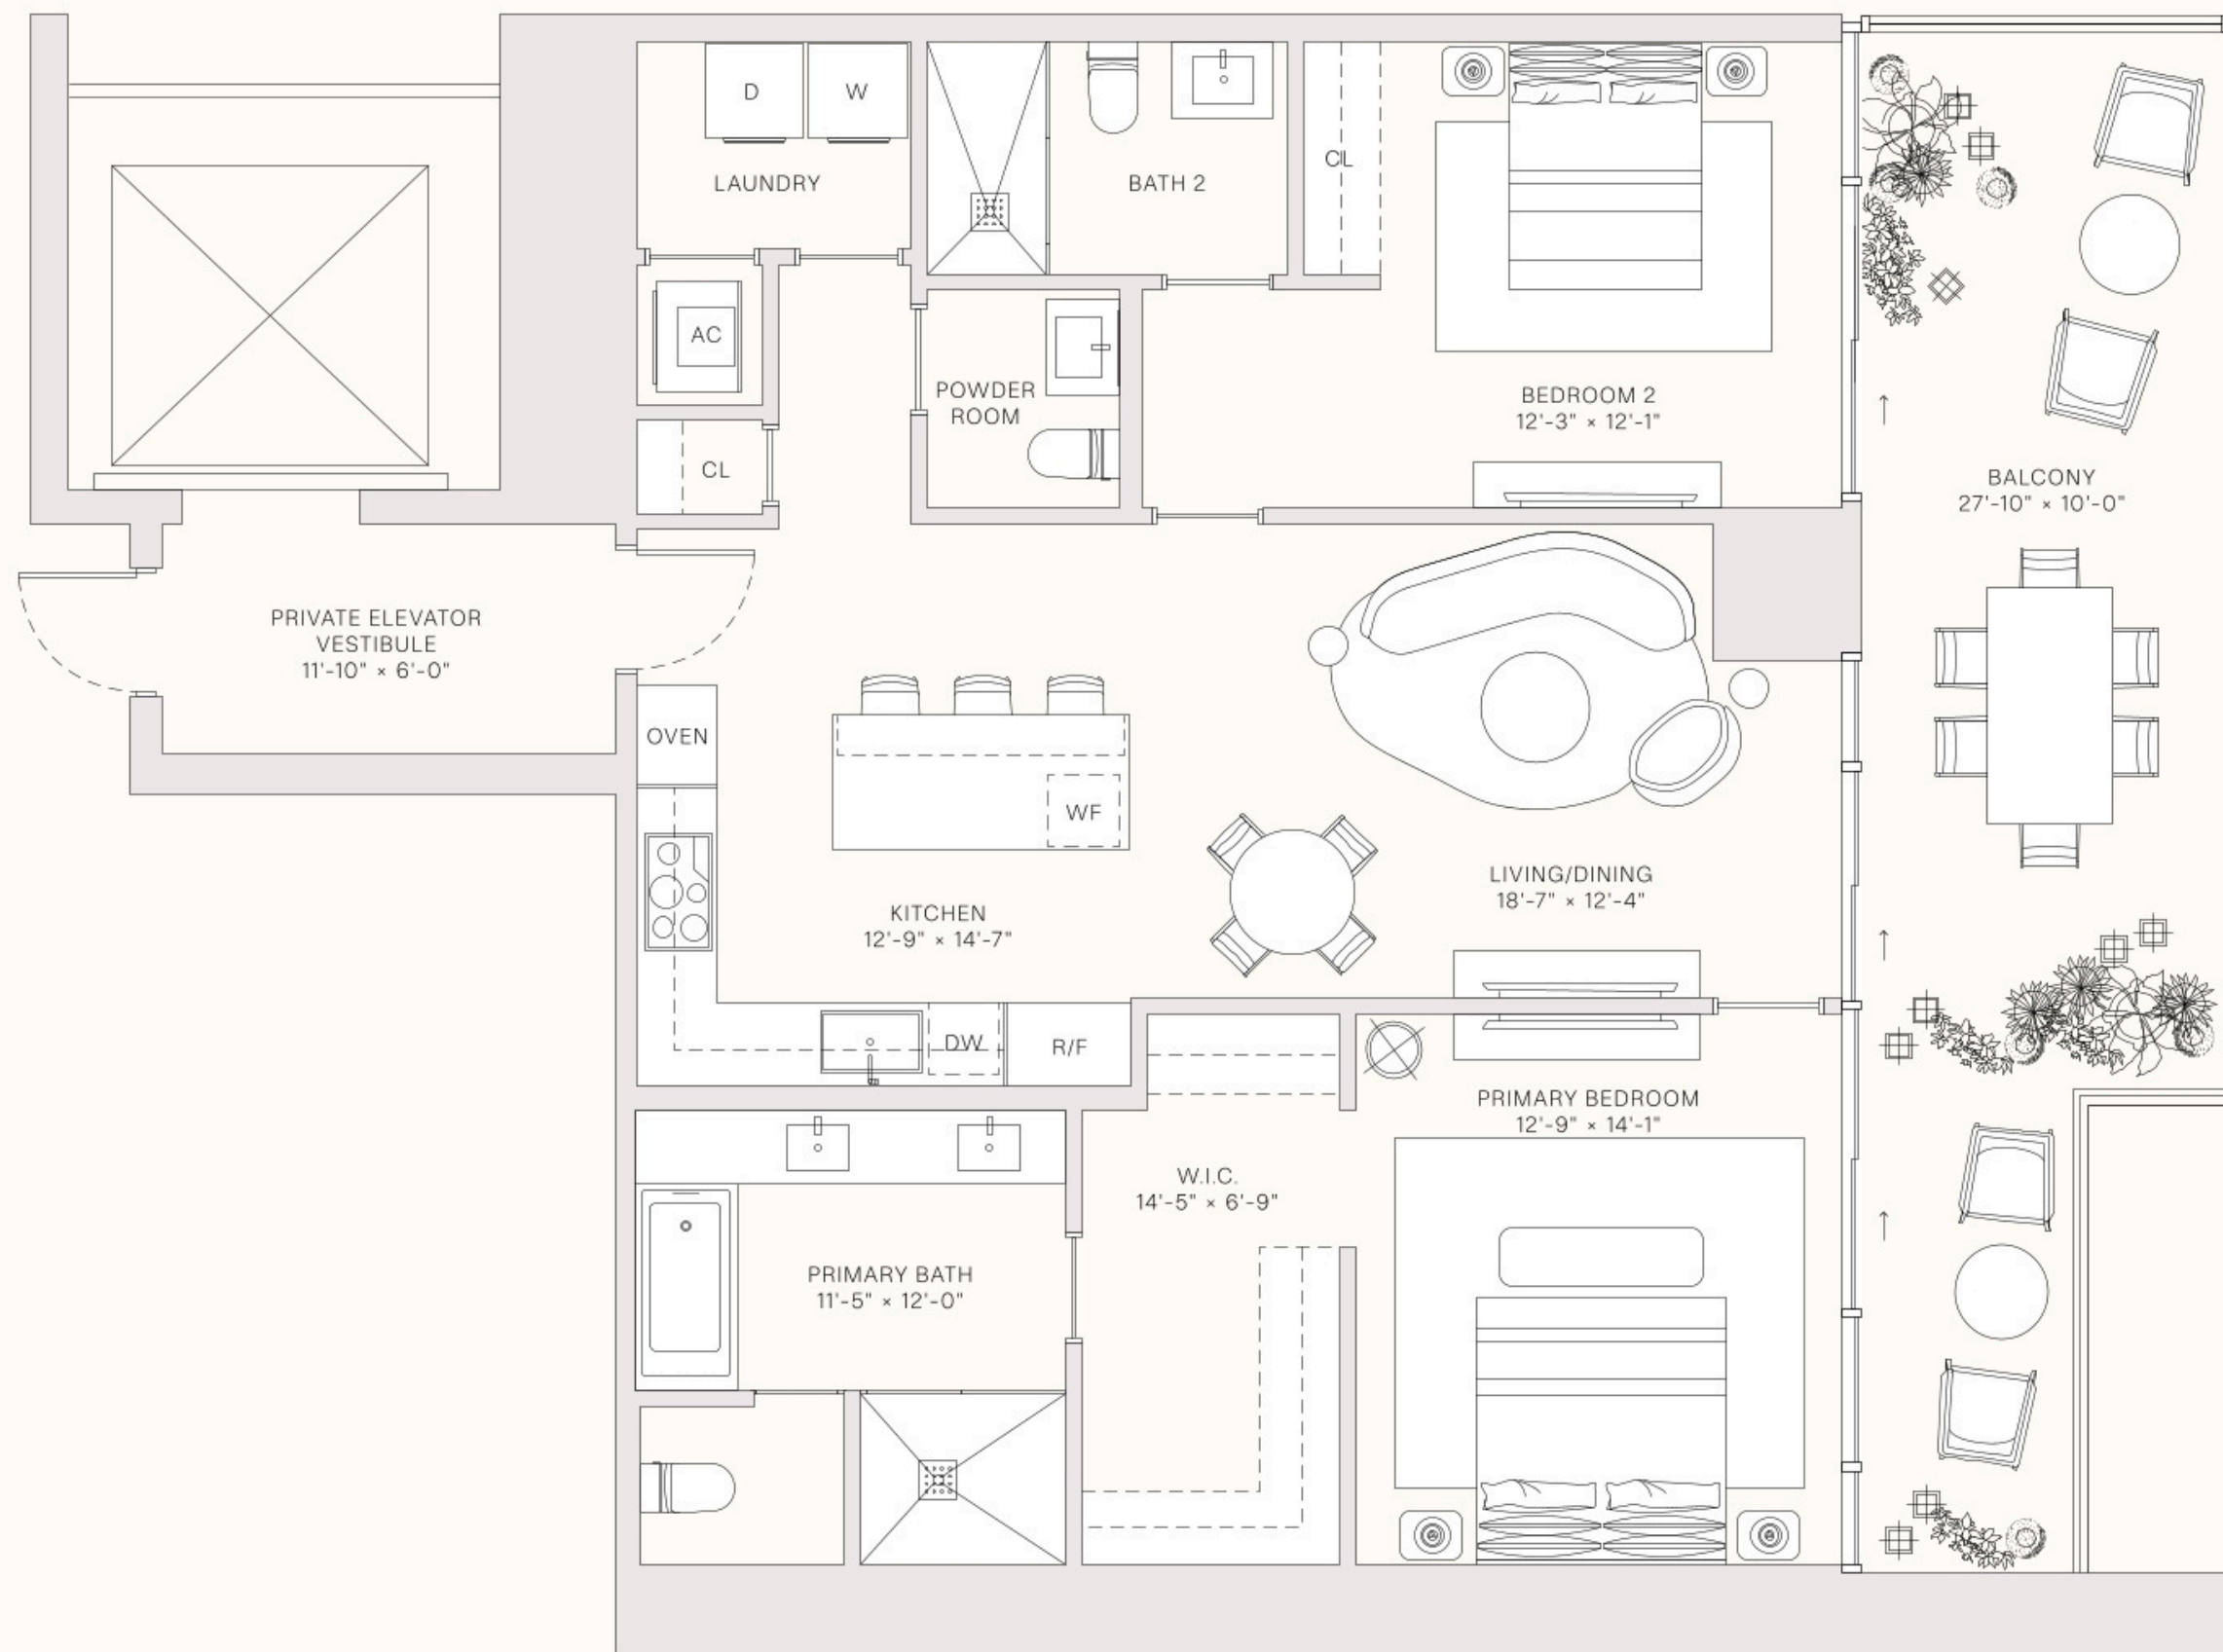 D
W
LAUNDRY
BATH 2
CL
AC
POWDER
ROOM
CL
BEDROOM 2
12'-3" × 12'-1"
BALCONY
27'-10" × 10'-0"
PRIVATE ELEVATOR
VESTIBULE
11'-10" × 6'-0"
OVEN
WF
KITCHEN
12'-9" × 14'-7"
LIVING/DINING
18'-7" × 12'-4"
DW
R/F
PRIMARY BEDROOM
12'-9" × 14'-1"
W.I.C.
14'-5" × 6'-9"
PRIMARY BATH
11'-5" × 12'-0"